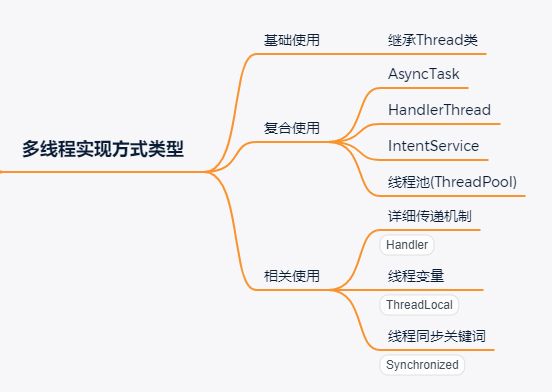 多线程实现方式类型
基础使用
继承Thread类
复合使用
AsyncTask
HandlerThread
IntentService
线程池(ThreadPool)
相关使用
详细传递机制
Handler
线程变量
ThreadLocal
线程同步关键词
Synchronized